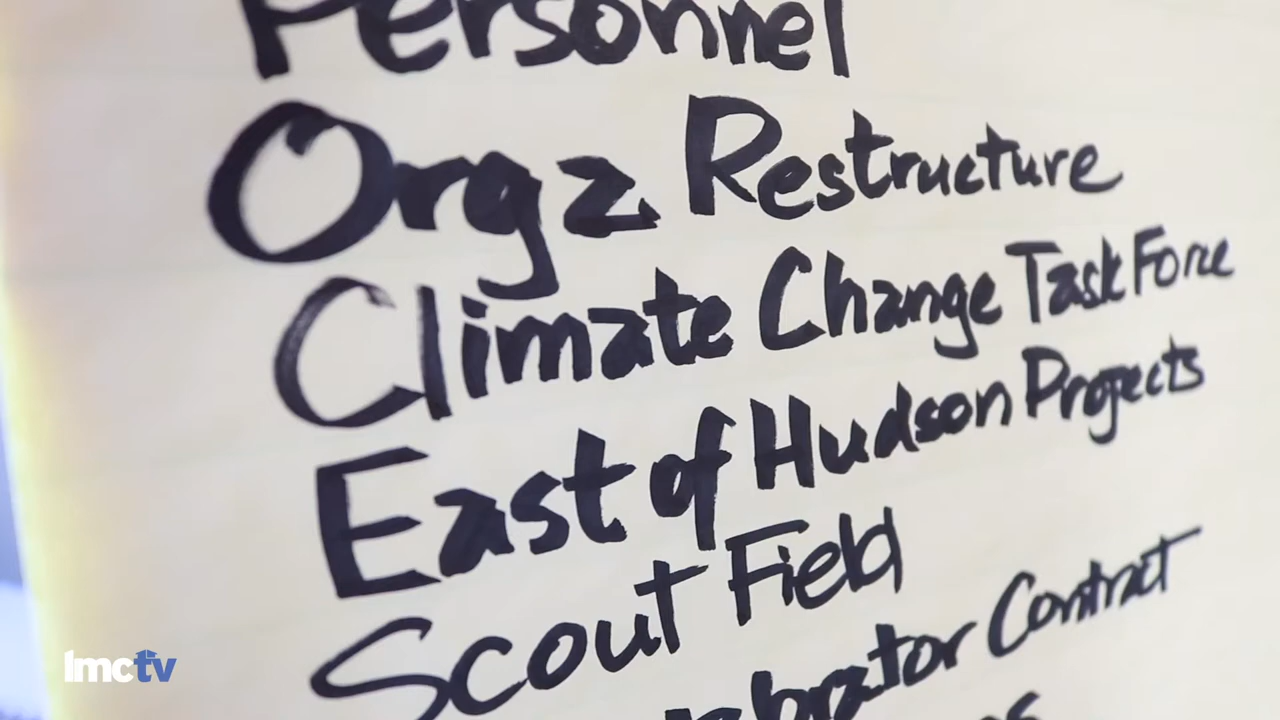 Personnel
Orgz Restructure
Climate Change Task Force
East of Hudson Projects
Scout Field
Contract
lmctv